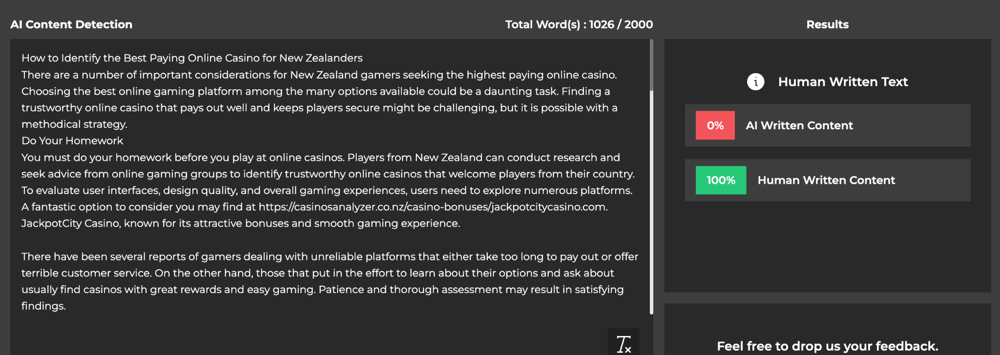 AI Content Detection
Total Word(s) : 1026 / 2000
How to Identify the Best Paying Online Casino for New Zealanders
There are a number of important considerations for New Zealand gamers seeking the highest paying online casino.
Choosing the best online gaming platform among the many options available could be a daunting task. Finding a
trustworthy online casino that pays out well and keeps players secure might be challenging, but it is possible with a
methodical strategy.
Do Your Homework
You must do your homework before you play at online casinos. Players from New Zealand can conduct research and
seek advice from online gaming groups to identify trustworthy online casinos that welcome players from their country.
To evaluate user interfaces, design quality, and overall gaming experiences, users need to explore numerous platforms.
A fantastic option to consider you may find at https://casinosanalyzer.co.nz/casino-bonuses/jackpotcitycasino.com.
JackpotCity Casino, known for its attractive bonuses and smooth gaming experience.
There have been several reports of gamers dealing with unreliable platforms that either take too long to pay out or offer
terrible customer service. On the other hand, those that put in the effort to learn about their options and ask about
usually find casinos with great rewards and easy gaming. Patience and thorough assessment may result in satisfying
findings.
Results
Human Written Text
0% AI Written Content
100% Human Written Content
Feel free to drop us your feedback.